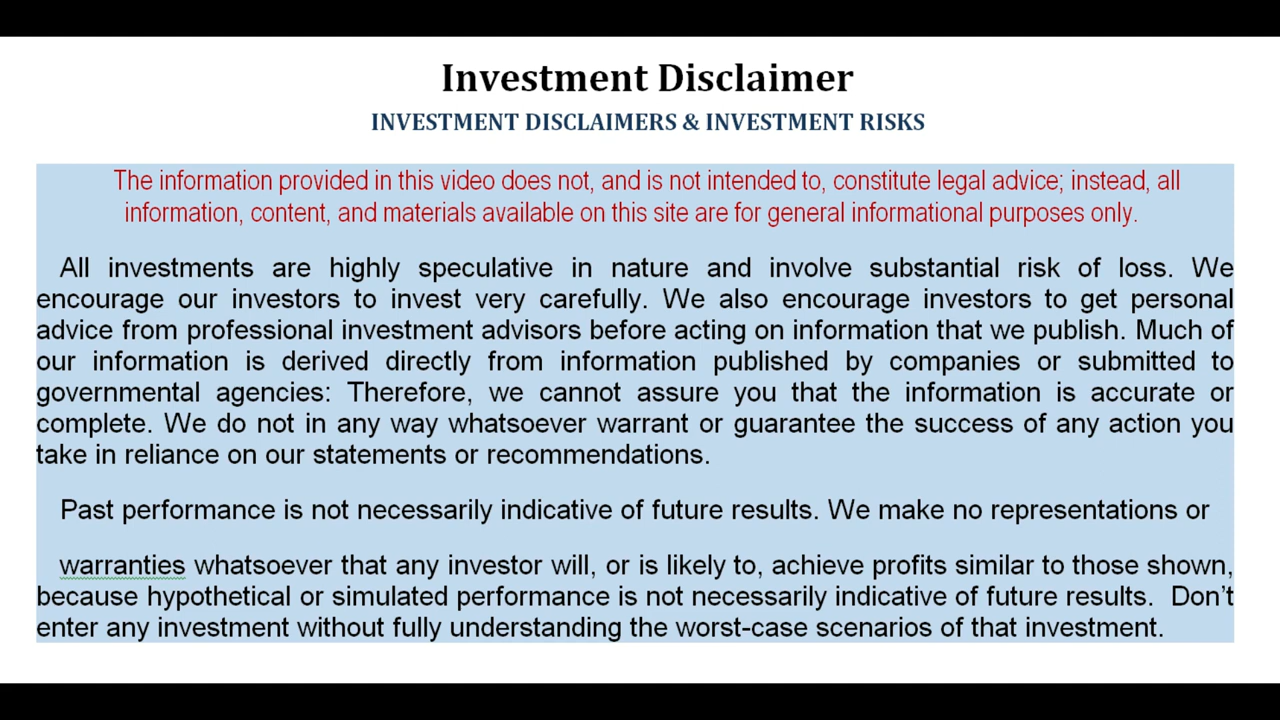 Investment Disclaimer
INVESTMENT DISCLAIMERS & INVESTMENT RISKS
The information provided in this video does not, and is not intended to, constitute legal advice; instead, all
information, content, and materials available on this site are for general informational purposes only.
All investments are highly speculative in nature and involve substantial risk of loss. We
encourage our investors to invest very carefully. We also encourage investors to get personal
advice from professional investment advisors before acting on information that we publish. Much of
our information is derived directly from information published by companies or submitted to
governmental agencies: Therefore, we cannot assure you that the information is accurate or
complete. We do not in any way whatsoever warrant or guarantee the success of any action you
take in reliance on our statements or recommendations.
Past performance is not necessarily indicative of future results. We make no representations or
warranties whatsoever that any investor will, or is likely to, achieve profits similar to those shown,
because hypothetical or simulated performance is not necessarily indicative of future results. Don’t
enter any investment without fully understanding the worst-case scenarios of that investment.